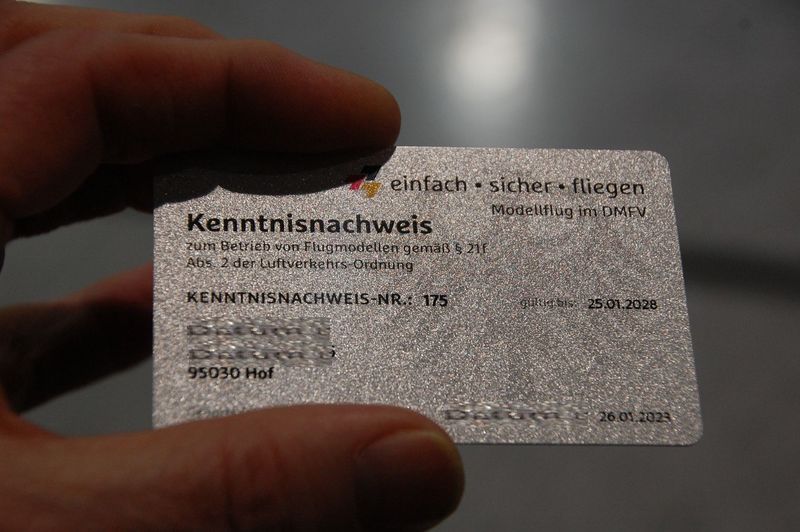 einfach • sicher • fliegen
Modellflug im DMFV
Kenntnisnachweis
zum Betrieb von Flugmodellen gemäß § 21f
Abs. 2 der Luftverkehrs-Ordnung
KENNTNISNACHWEIS-NR.: 175
gültig bis: 25.01.2028
95030 Hof
26.01.2023